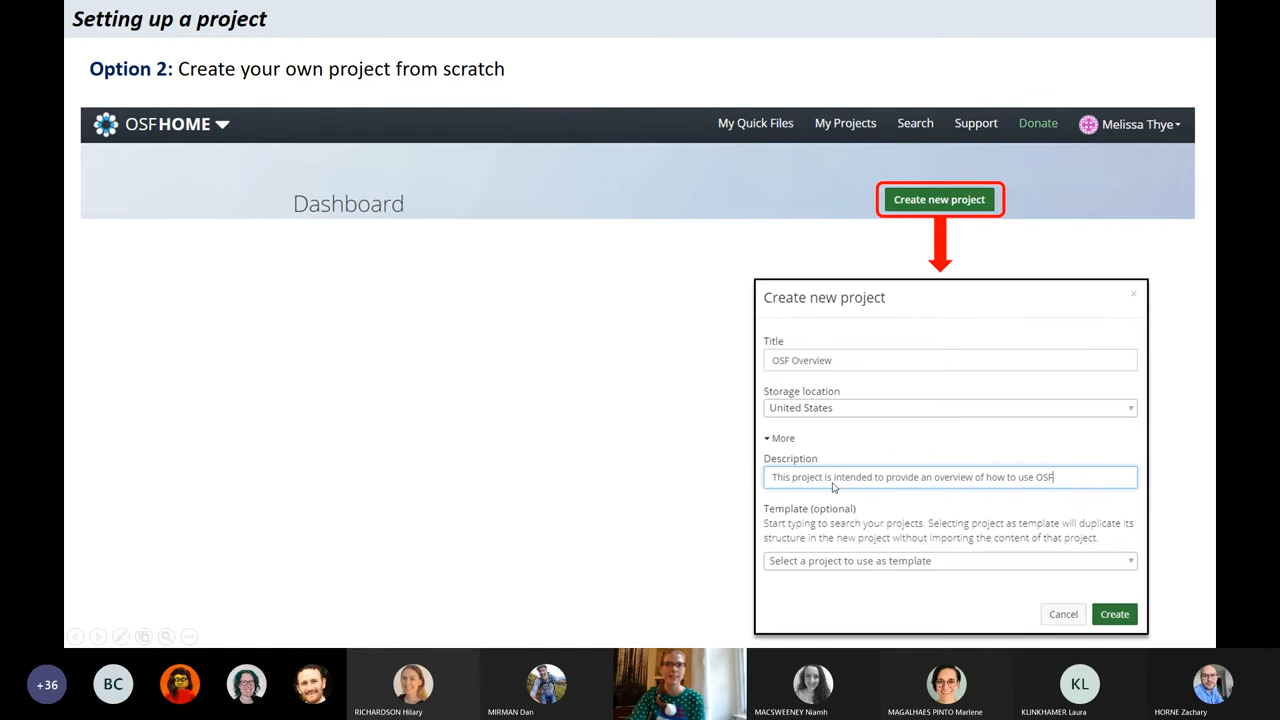 Setting up a project
Option 2: Create your own project from scratch
OSFHOME
My Quick Files
My Projects
Search
Support
Donate
Melissa Thye
Dashboard
Create new project
Create new project
×
Title
OSF Overview
Storage location
United States
More
Description
This project is intended to provide an overview of how to use OSF
Template (optional)
Start typing to search your projects. Selecting project as template will duplicate its
structure in the new project without importing the content of that project.
Select a project to use as template
Cancel
Create
+36
BC
KL
RICHARDSON Hilary
MIRMAN Dan
MACSWEENEY Niamh
MAGALHAES PINTO Marlene
KLINKHAMER Laura
HORNE Zachary